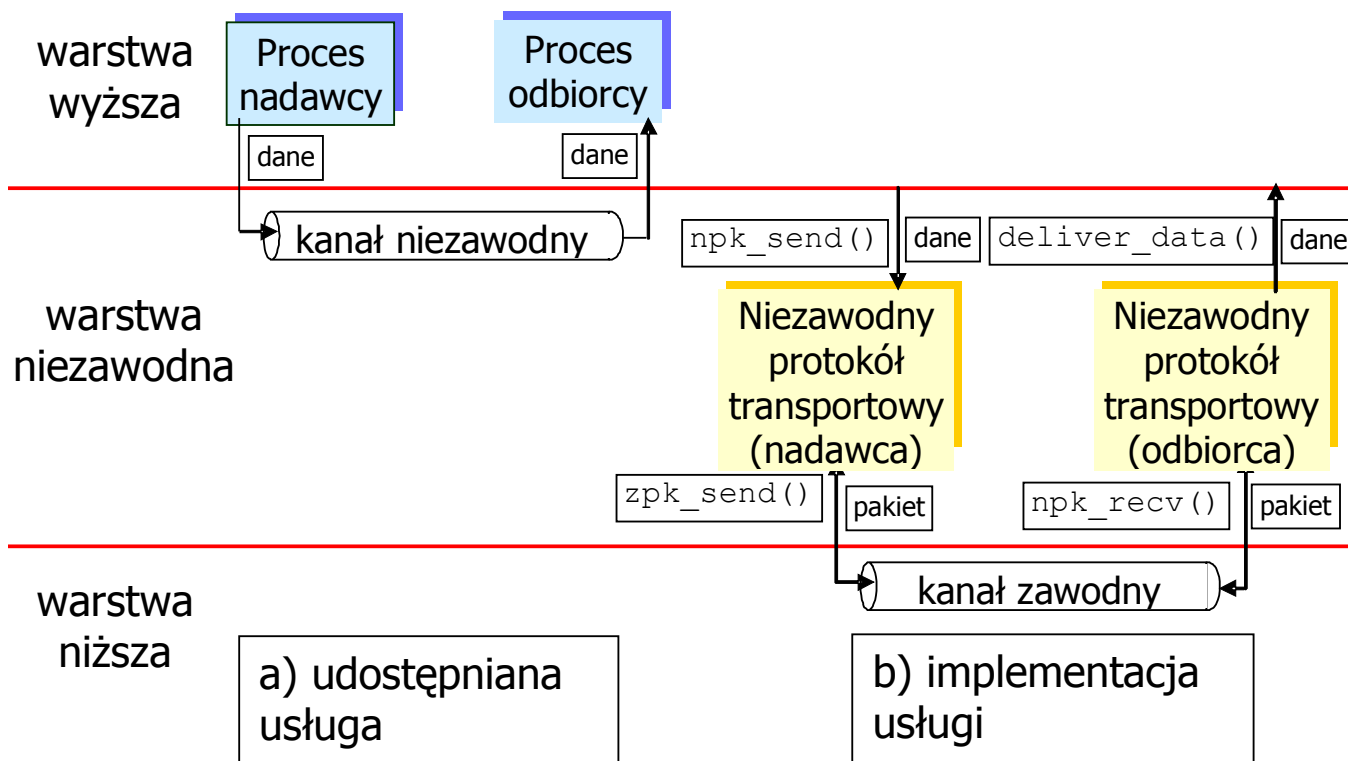 warstwa
wyższa
Proces
nadawcy
Proces
odbiorcy
dane
dane
kanał niezawodny
npk_send()
dane
deliver_data()
dane
warstwa
niezawodna
Niezawodny
protokół
transportowy
(nadawca)
Niezawodny
protokół
transportowy
(odbiorca)
zpk_send()
pakiet
npk_recv()
pakiet
kanał zawodny
warstwa
niższa
a) udostępniana
usługa
b) implementacja
usługi